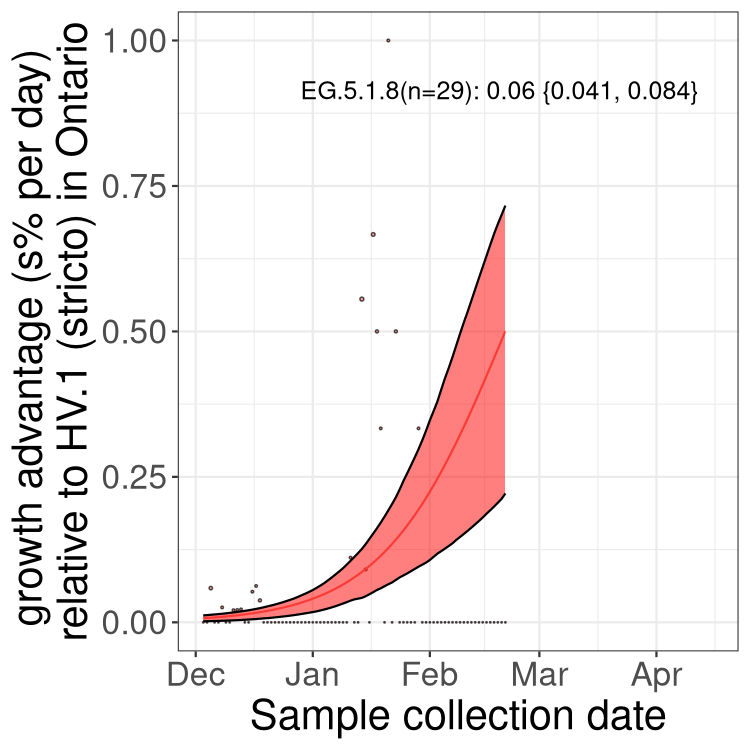 growth advantage (s% per day)
relative to HV.1 (stricto) in Ontario
1.00
0.75
0.50
0.25
0.00
EG.5.1.8(n=29): 0.06 {0.041, 0.084}
Dec Jan Feb Mar Apr
Sample collection date